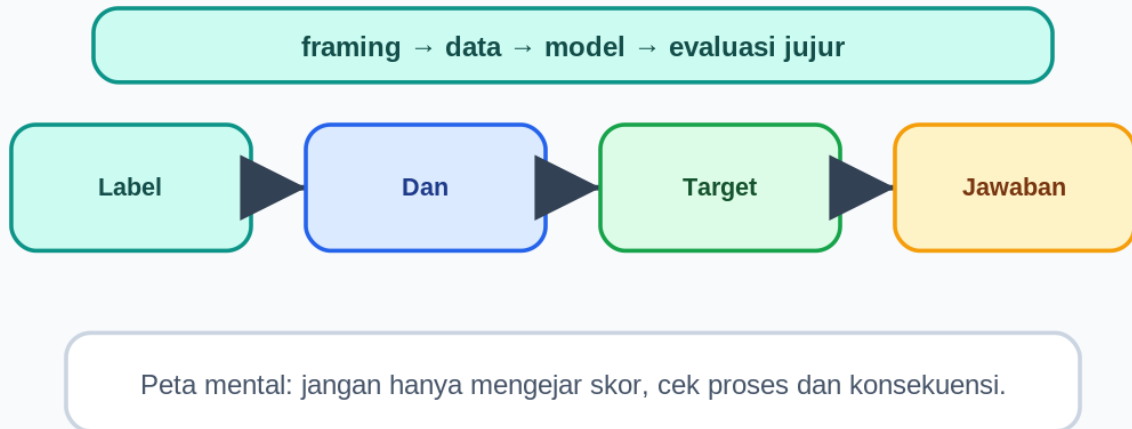 framing → data → model → evaluasi jujur
Label
Dan
Target
Jawaban
Peta mental: jangan hanya mengejar skor, cek proses dan konsekuensi.